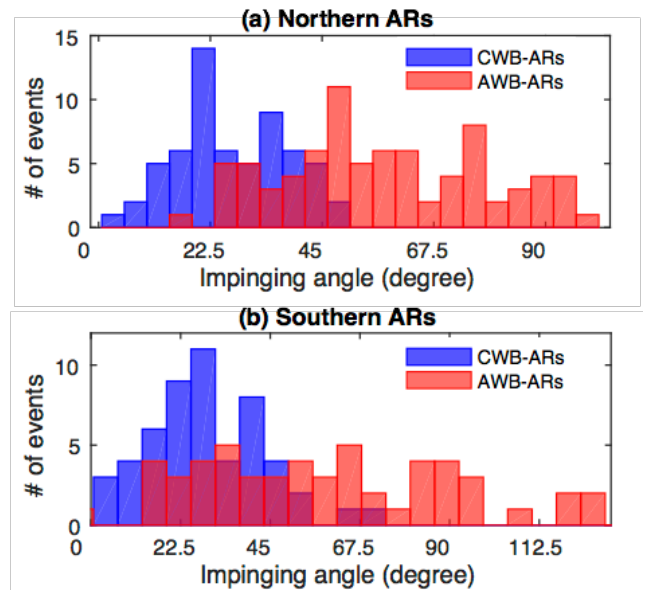 (a) Northern ARs
15
10
5
0
# of events
CWB-ARs
AWB-ARs
0 22.5 45 67.5 90
Impinging angle (degree)
(b) Southern ARs
10
5
0
# of events
CWB-ARs
AWB-ARs
0 22.5 45 67.5 90 112.5
Impinging angle (degree)